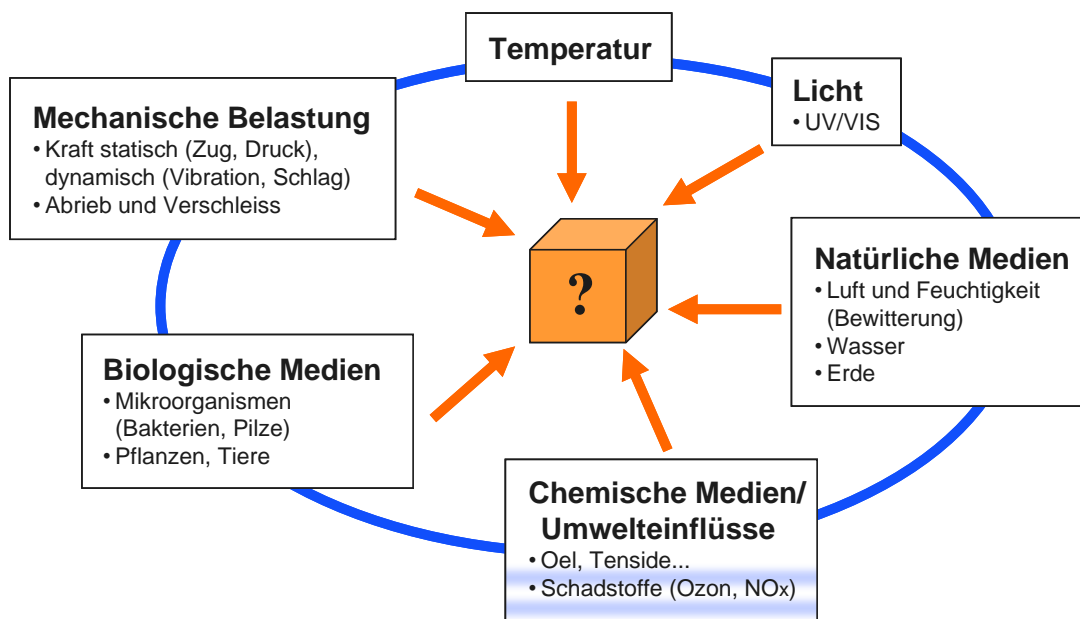 Temperatur
Licht
• UV/VIS
Mechanische Belastung
• Kraft statisch (Zug, Druck),
dynamisch (Vibration, Schlag)
• Abrieb und Verschleiss
Natürliche Medien
• Luft und Feuchtigkeit
(Bewitterung)
• Wasser
• Erde
?
Biologische Medien
• Mikroorganismen
(Bakterien, Pilze)
• Pflanzen, Tiere
Chemische Medien/
Umwelteinflüsse
• Oel, Tenside...
• Schadstoffe (Ozon, NOx)